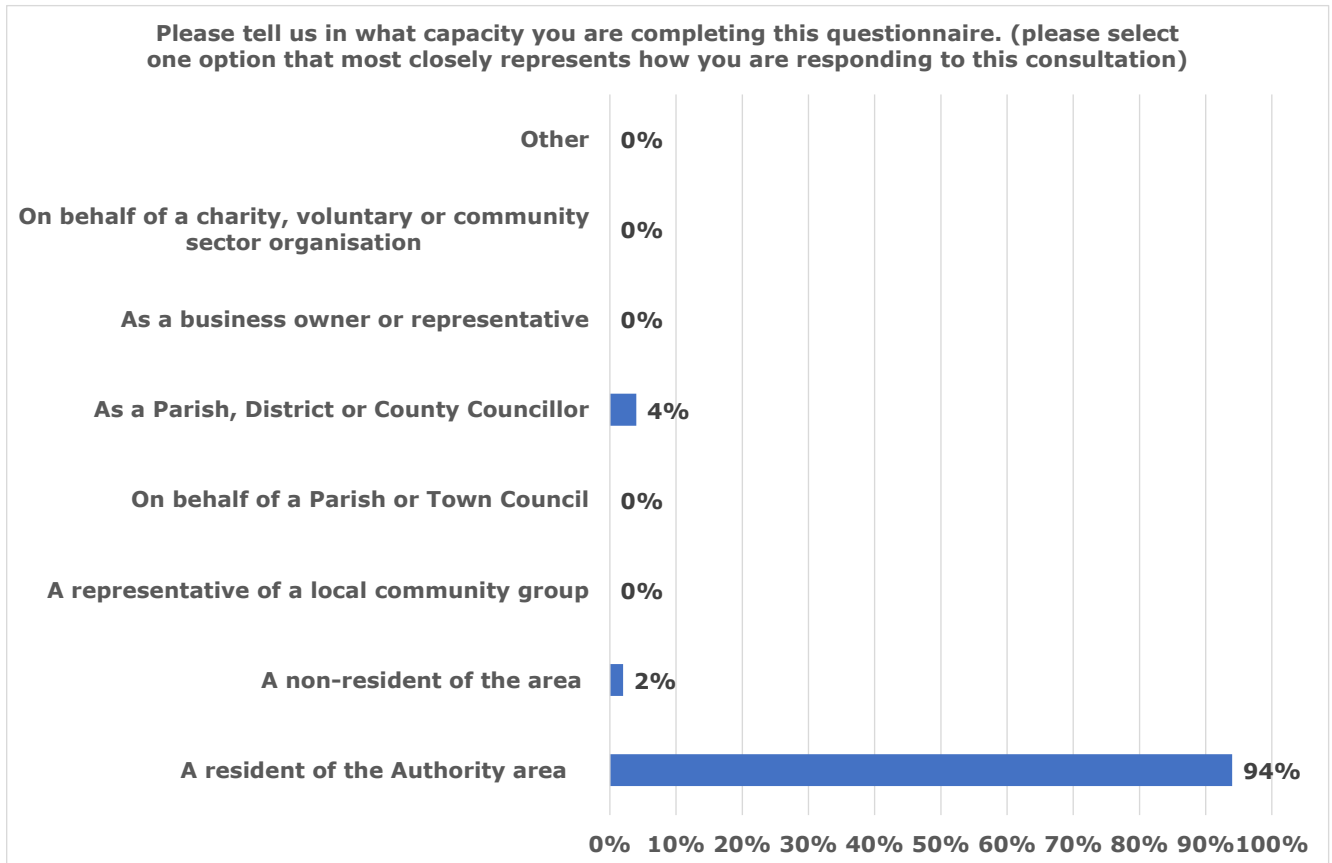 Please tell us in what capacity you are completing this questionnaire. (please select
one option that most closely represents how you are responding to this consultation)
Other
0%
On behalf of a charity, voluntary or community
sector organisation
0%
As a business owner or representative
0%
As a Parish, District or County Councillor
4%
On behalf of a Parish or Town Council
0%
A representative of a local community group
0%
A non-resident of the area
2%
A resident of the Authority area
94%
0% 10% 20% 30% 40% 50% 60% 70% 80% 90% 100%